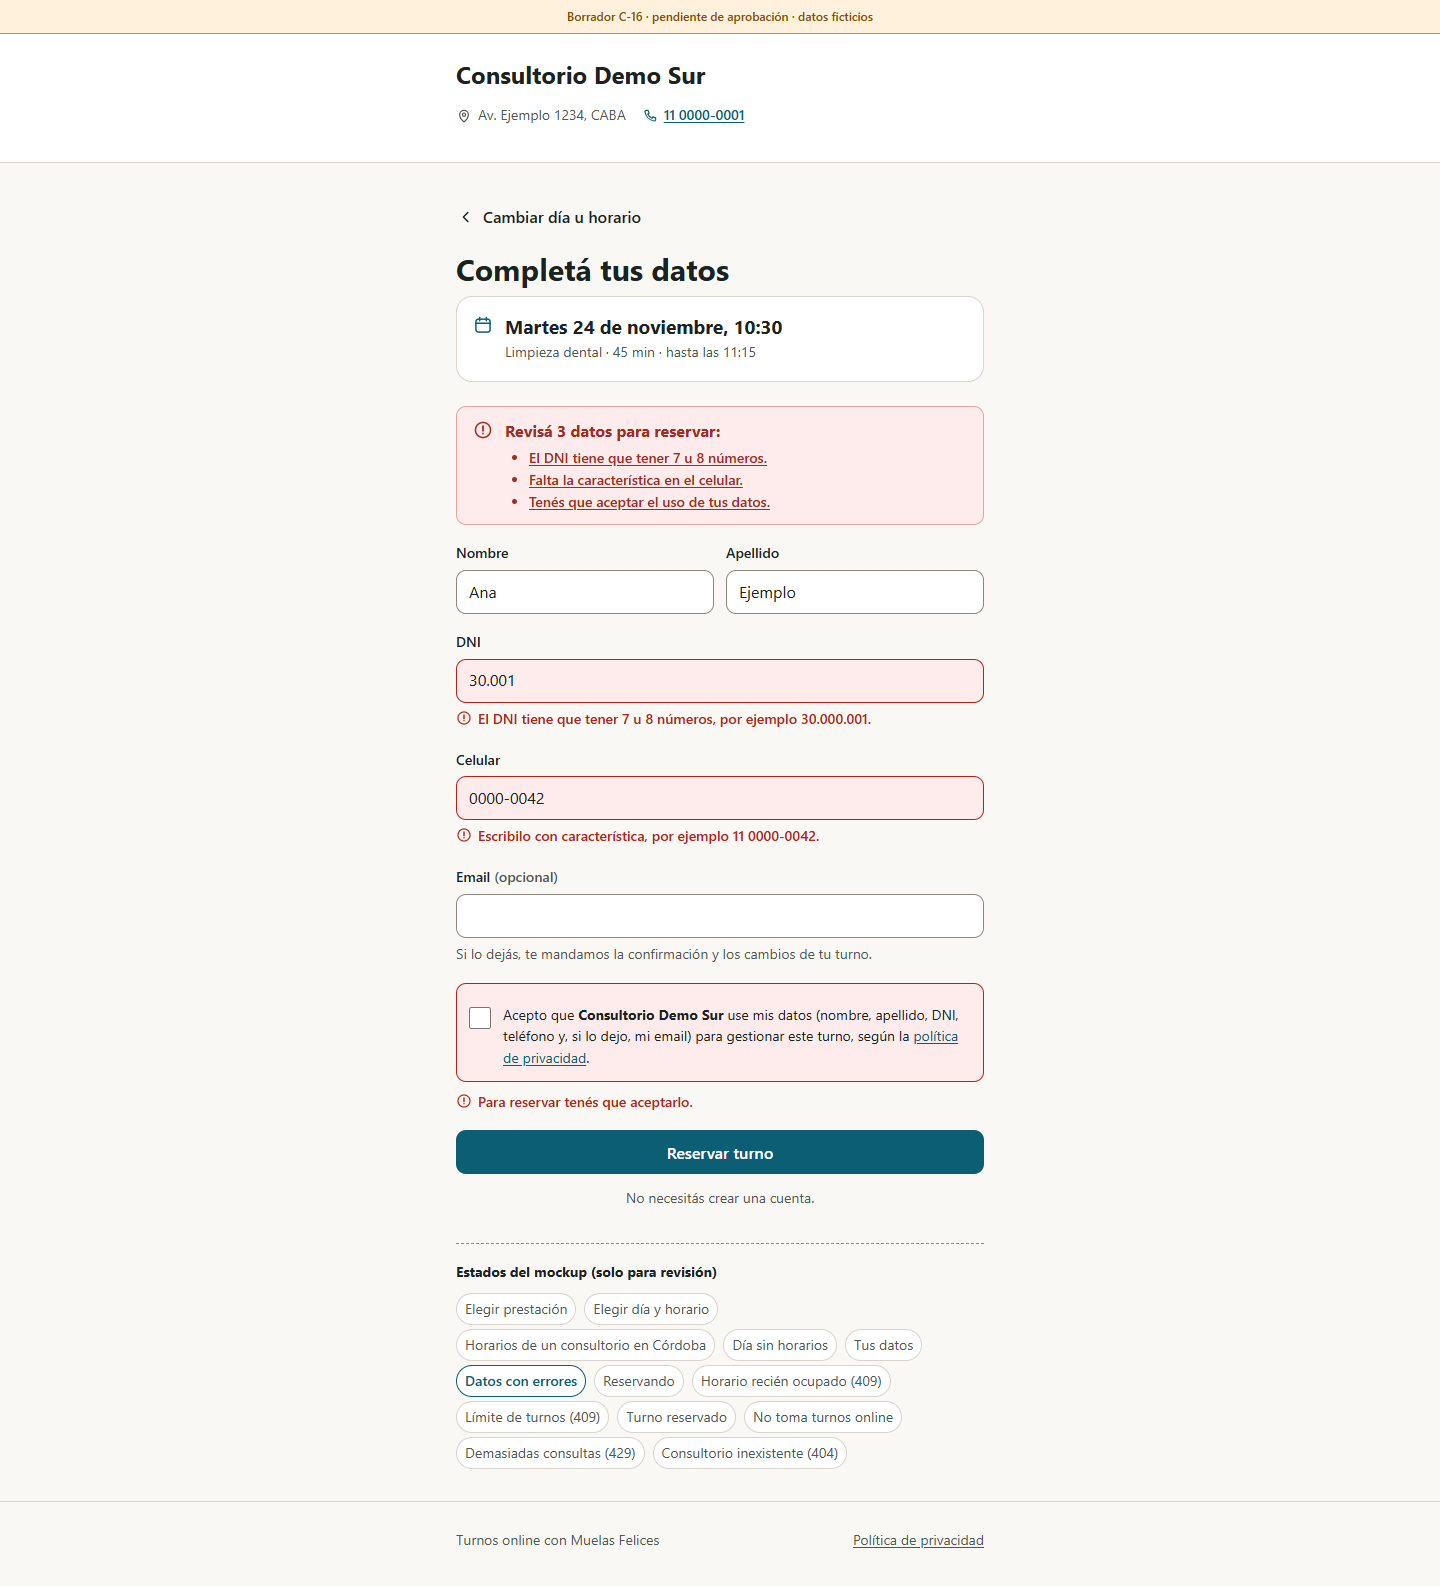 Borrador C-16 · pendiente de aprobación · datos ficticios
Consultorio Demo Sur
Av. Ejemplo 1234, CABA 11 0000-0001
Cambiar día u horario
Completá tus datos
Martes 24 de noviembre, 10:30
Limpieza dental · 45 min · hasta las 11:15
Revisá 3 datos para reservar:
El DNI tiene que tener 7 u 8 números.
Falta la característica en el celular.
Tenés que aceptar el uso de tus datos.
Nombre Apellido
Ana Ejemplo
DNI
30.001
El DNI tiene que tener 7 u 8 números, por ejemplo 30.000.001.
Celular
0000-0042
Escribilo con característica, por ejemplo 11 0000-0042.
Email (opcional)
Si lo dejás, te mandamos la confirmación y los cambios de tu turno.
Acepto que Consultorio Demo Sur use mis datos (nombre, apellido, DNI,
teléfono y, si lo dejo, mi email) para gestionar este turno, según la política
de privacidad.
Para reservar tenés que aceptarlo.
Reservar turno
No necesitás crear una cuenta.
Estados del mockup (solo para revisión)
Elegir prestación Elegir día y horario
Horarios de un consultorio en Córdoba Día sin horarios Tus datos
Datos con errores Reservando Horario recién ocupado (409)
Límite de turnos (409) Turno reservado No toma turnos online
Demasiadas consultas (429) Consultorio inexistente (404)
Turnos online con Muelas Felices Política de privacidad